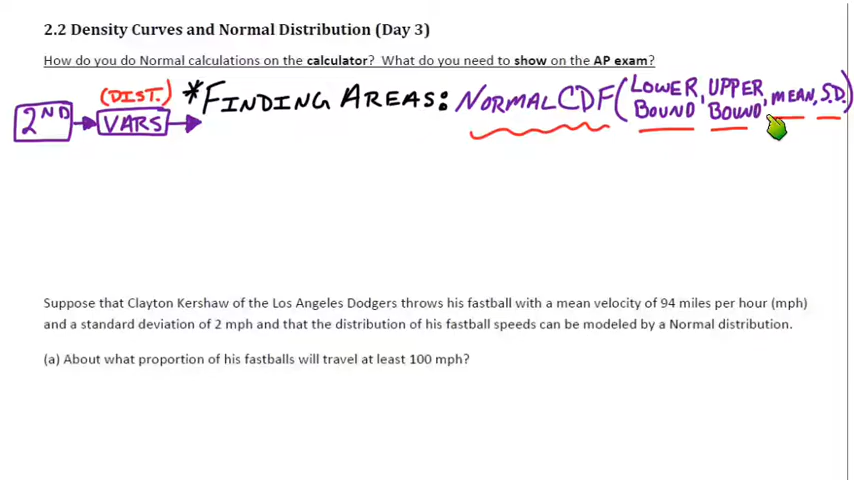 2.2 Density Curves and Normal Distribution (Day 3)
How do you do Normal calculations on the calculator? What do you need to show on the AP exam?
2ND → VARS (DIST.) → *FINDING AREAS: NORMALCDF(LOWER BOUND, UPPER BOUND, MEAN, S.D.)
Suppose that Clayton Kershaw of the Los Angeles Dodgers throws his fastball with a mean velocity of 94 miles per hour (mph)
and a standard deviation of 2 mph and that the distribution of his fastball speeds can be modeled by a Normal distribution.
(a) About what proportion of his fastballs will travel at least 100 mph?